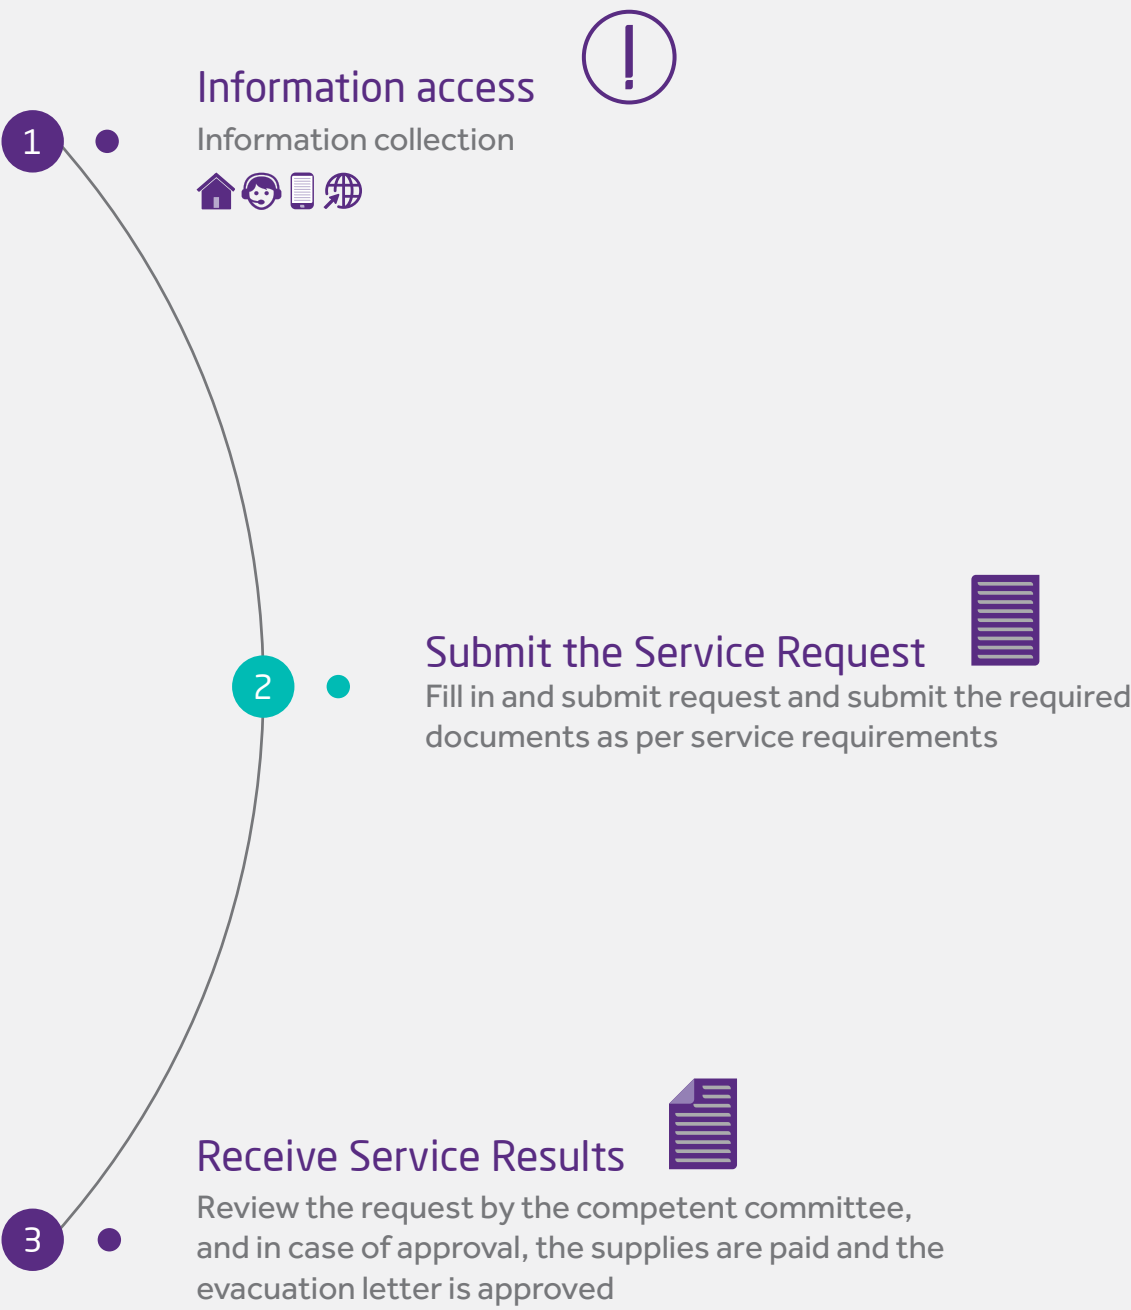 Information access
1
Information collection
Submit the Service Request
2
Fill in and submit request and submit the required
documents as per service requirements
Receive Service Results
3
Review the request by the competent committee,
and in case of approval, the supplies are paid and the
evacuation letter is approved